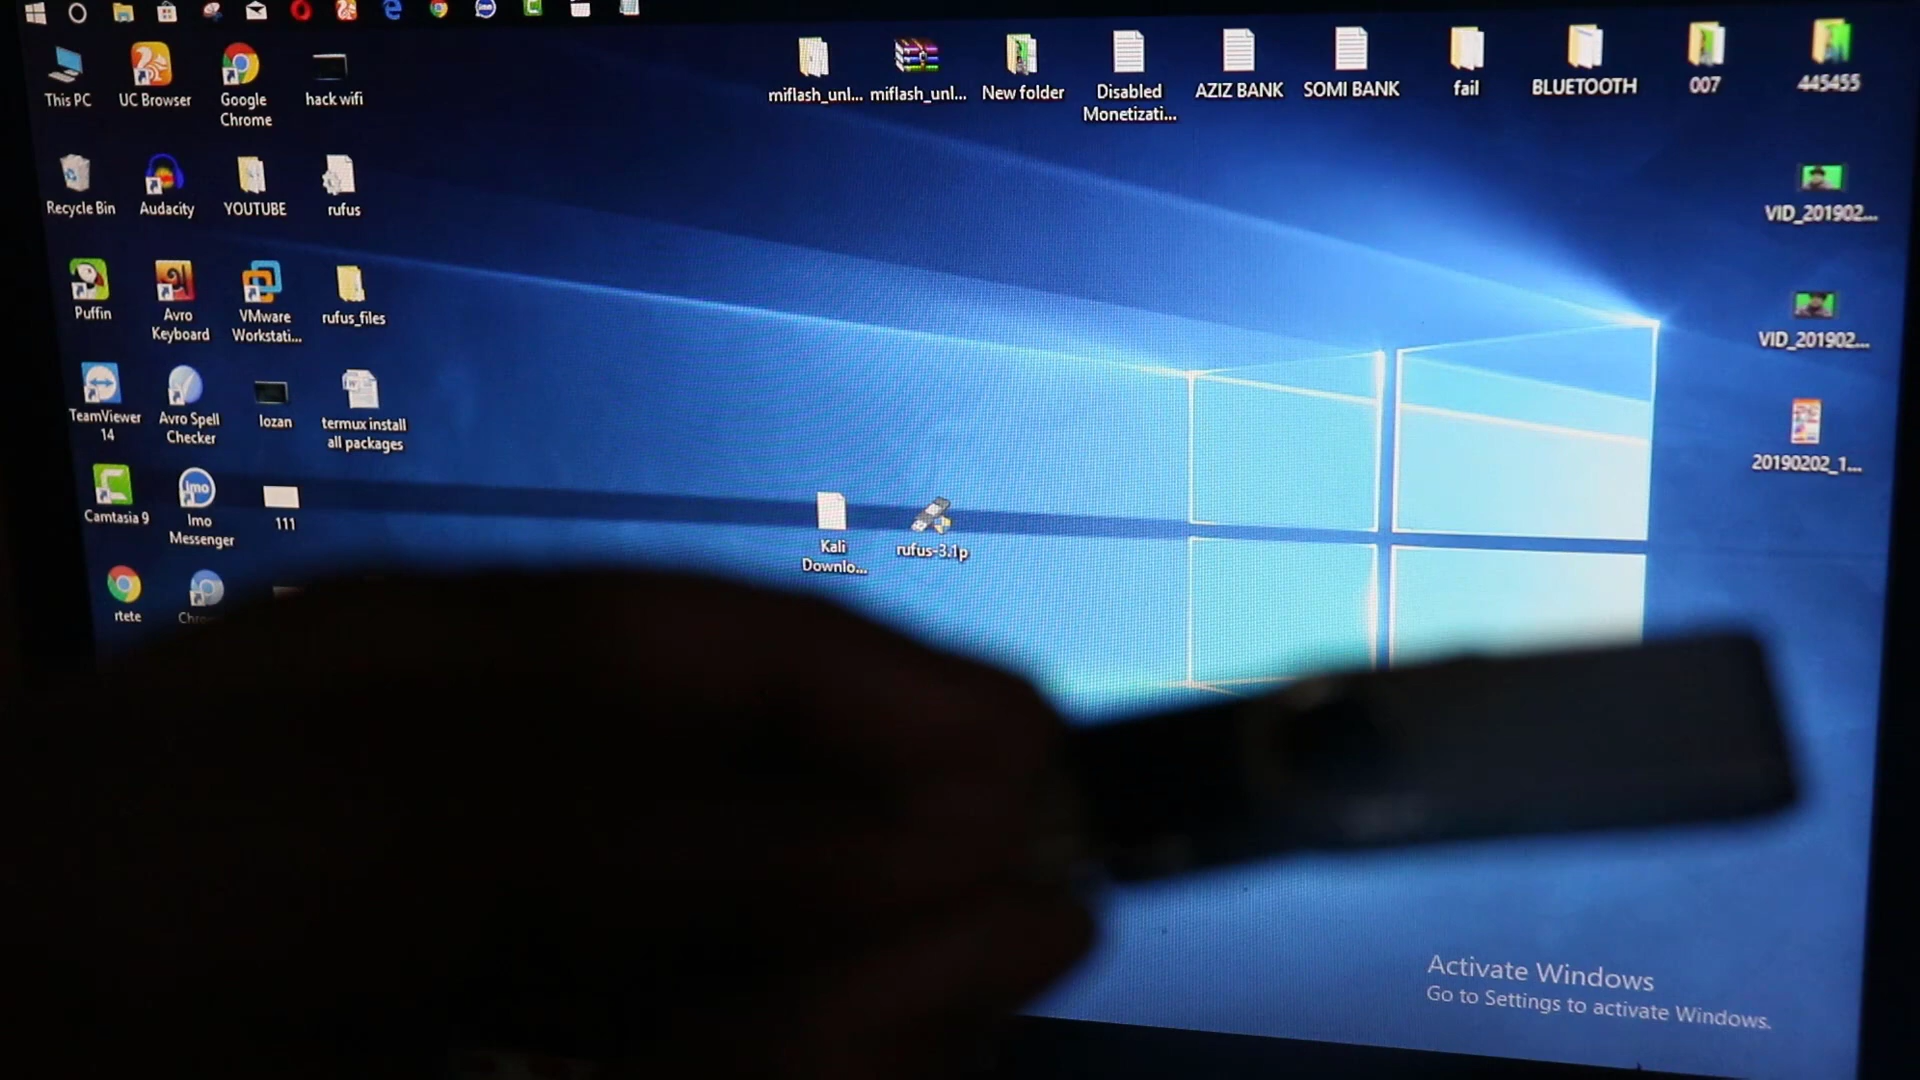 This PC
UC Browser
Google
Chrome
hack wifi
miflash_unl...
miflash_unl...
New folder
Disabled
Monetizati...
AZIZ BANK
SOMI BANK
fail
BLUETOOTH
007
445455
Recycle Bin
Audacity
YOUTUBE
rufus
VID_201902...
Puffin
Avro
Keyboard
VMware
Workstati...
rufus_files
VID_201902...
TeamViewer
14
Avro Spell
Checker
lozan
termux install
all packages
20190202_1...
Camtasia 9
imo
Imo
Messenger
111
Kali
Downlo...
rufus-3.1p
rtete
Activate Windows
Go to Settings to activate Windows.